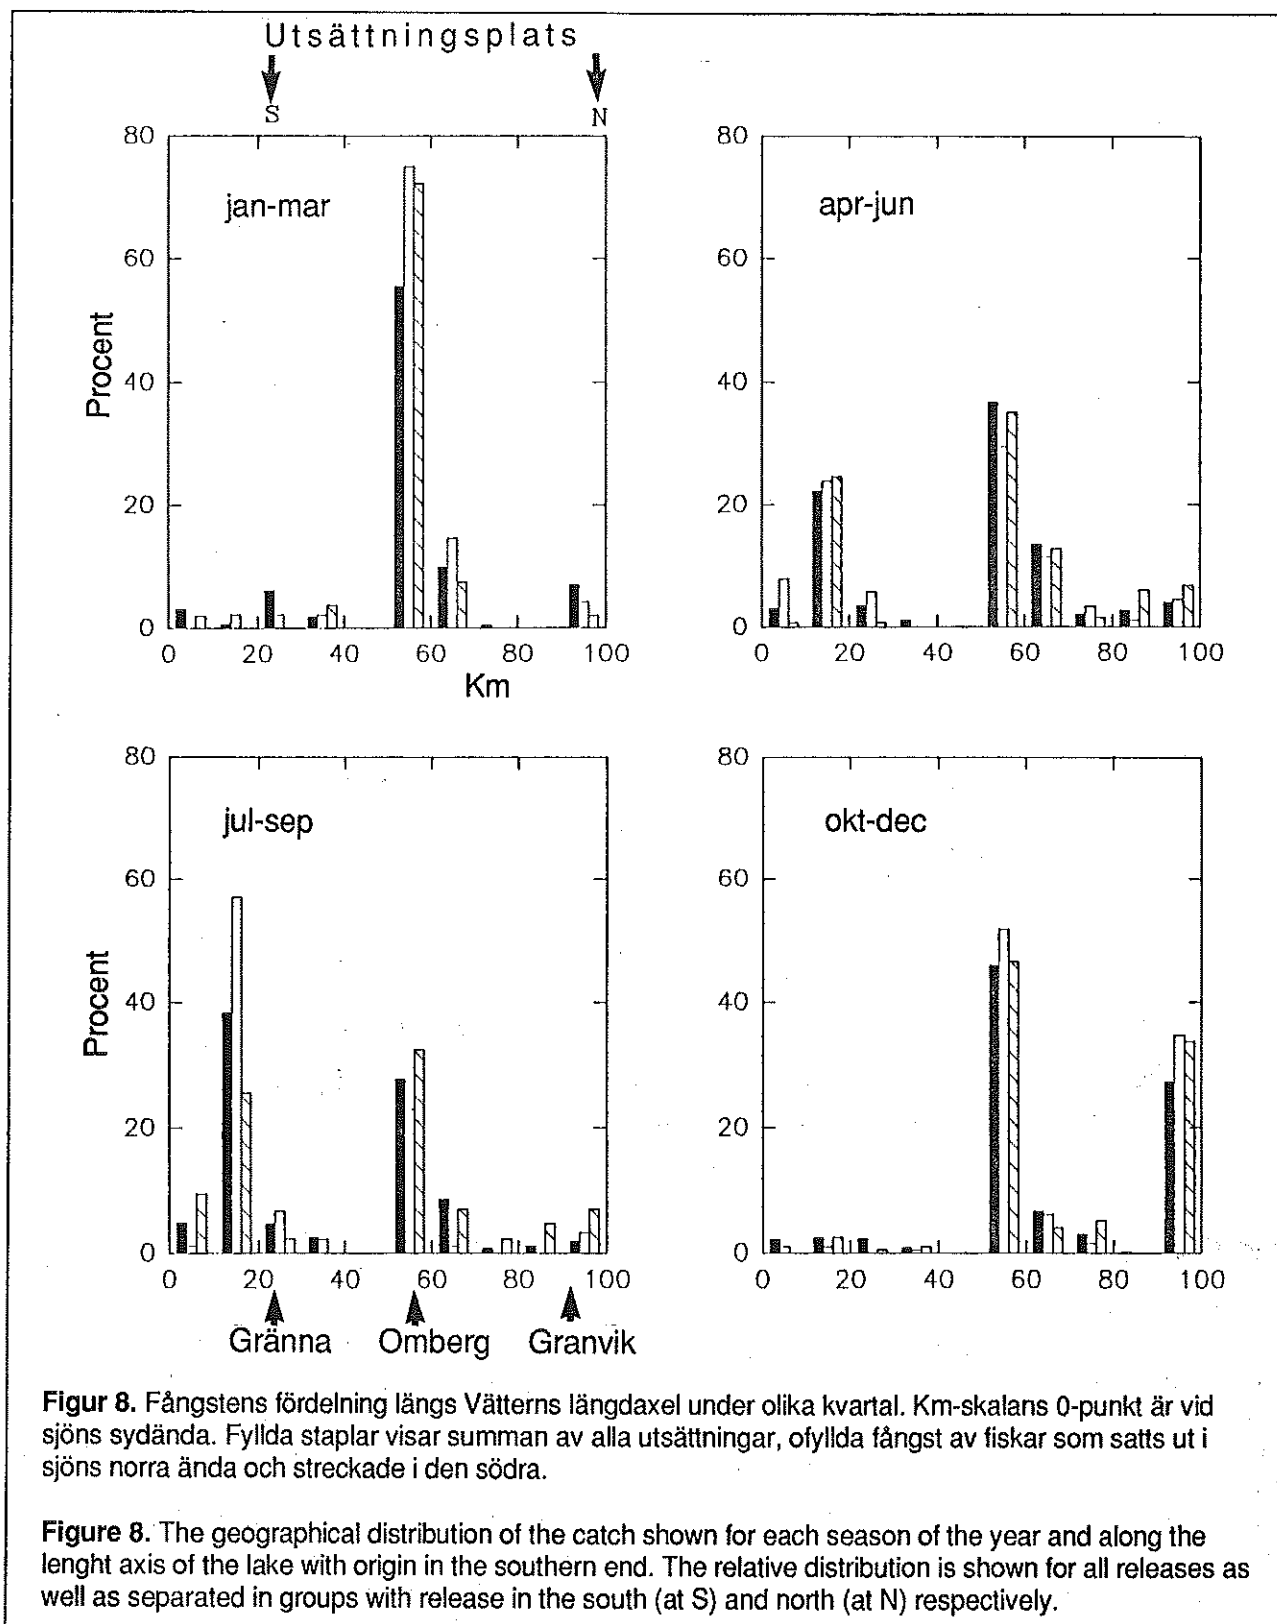 Utsättningsplats
S N
80
60
40
20
0
Procent
jan-mar
0 20 40 60 80 100
Km
80
60
40
20
0
apr-jun
0 20 40 60 80 100
80
60
40
20
0
Procent
jul-sep
0 20 40 60 80 100
Gränna Omberg Granvik
80
60
40
20
0
okt-dec
0 20 40 60 80 100
Figur 8. Fångstens fördelning längs Vätterns längdaxel under olika kvartal. Km-skalans 0-punkt är vid
sjöns sydända. Fyllda staplar visar summan av alla utsättningar, ofyllda fångst av fiskar som satts ut i
sjöns norra ända och streckade i den södra.
Figure 8. The geographical distribution of the catch shown for each season of the year and along the
lenght axis of the lake with origin in the southern end. The relative distribution is shown for all releases as
well as separated in groups with release in the south (at S) and north (at N) respectively.